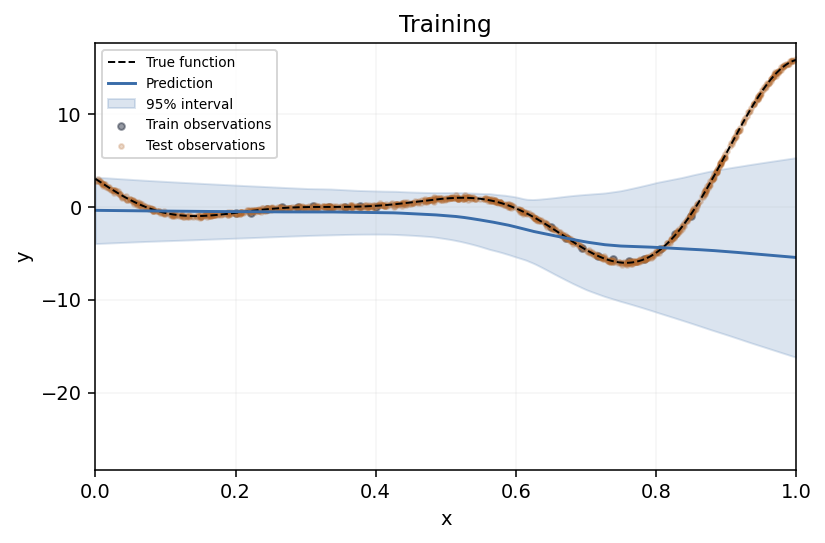 Training
True function
Prediction
95% interval
Train observations
Test observations
10
0
−10
−20
y
0.0 0.2 0.4 0.6 0.8 1.0
x